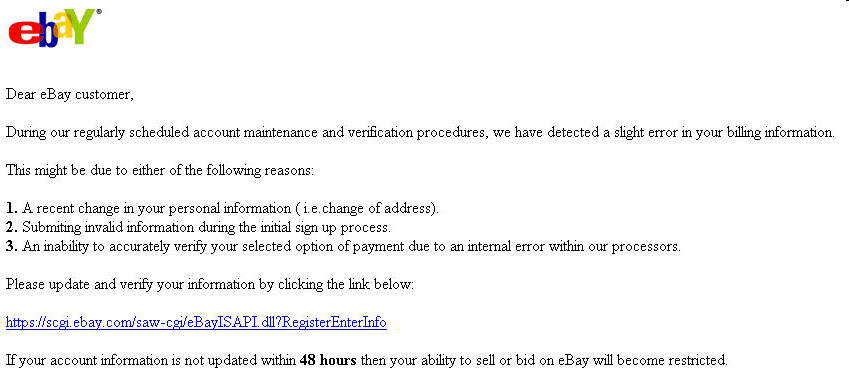 ebaY®
Dear eBay customer,
During our regularly scheduled account maintenance and verification procedures, we have detected a slight error in your billing information.
This might be due to either of the following reasons:
1. A recent change in your personal information ( i.e.change of address).
2. Submiting invalid information during the initial sign up process.
3. An inability to accurately verify your selected option of payment due to an internal error within our processors.
Please update and verify your information by clicking the link below:
https://scgi.ebay.com/saw-cgi/eBayISAPI.dll?RegisterEnterInfo
If your account information is not updated within 48 hours then your ability to sell or bid on eBay will become restricted.